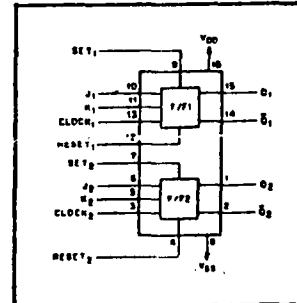 SET1
VDD
9
16
J1 10
K1 11
CLOCK1 13
F/F1
15 Q1
14 Q̅1
RESET1 12
SET2
7
J2 6
K2 5
CLOCK2 3
F/F2
1 Q2
2 Q̅2
RESET2
4
8
VSS